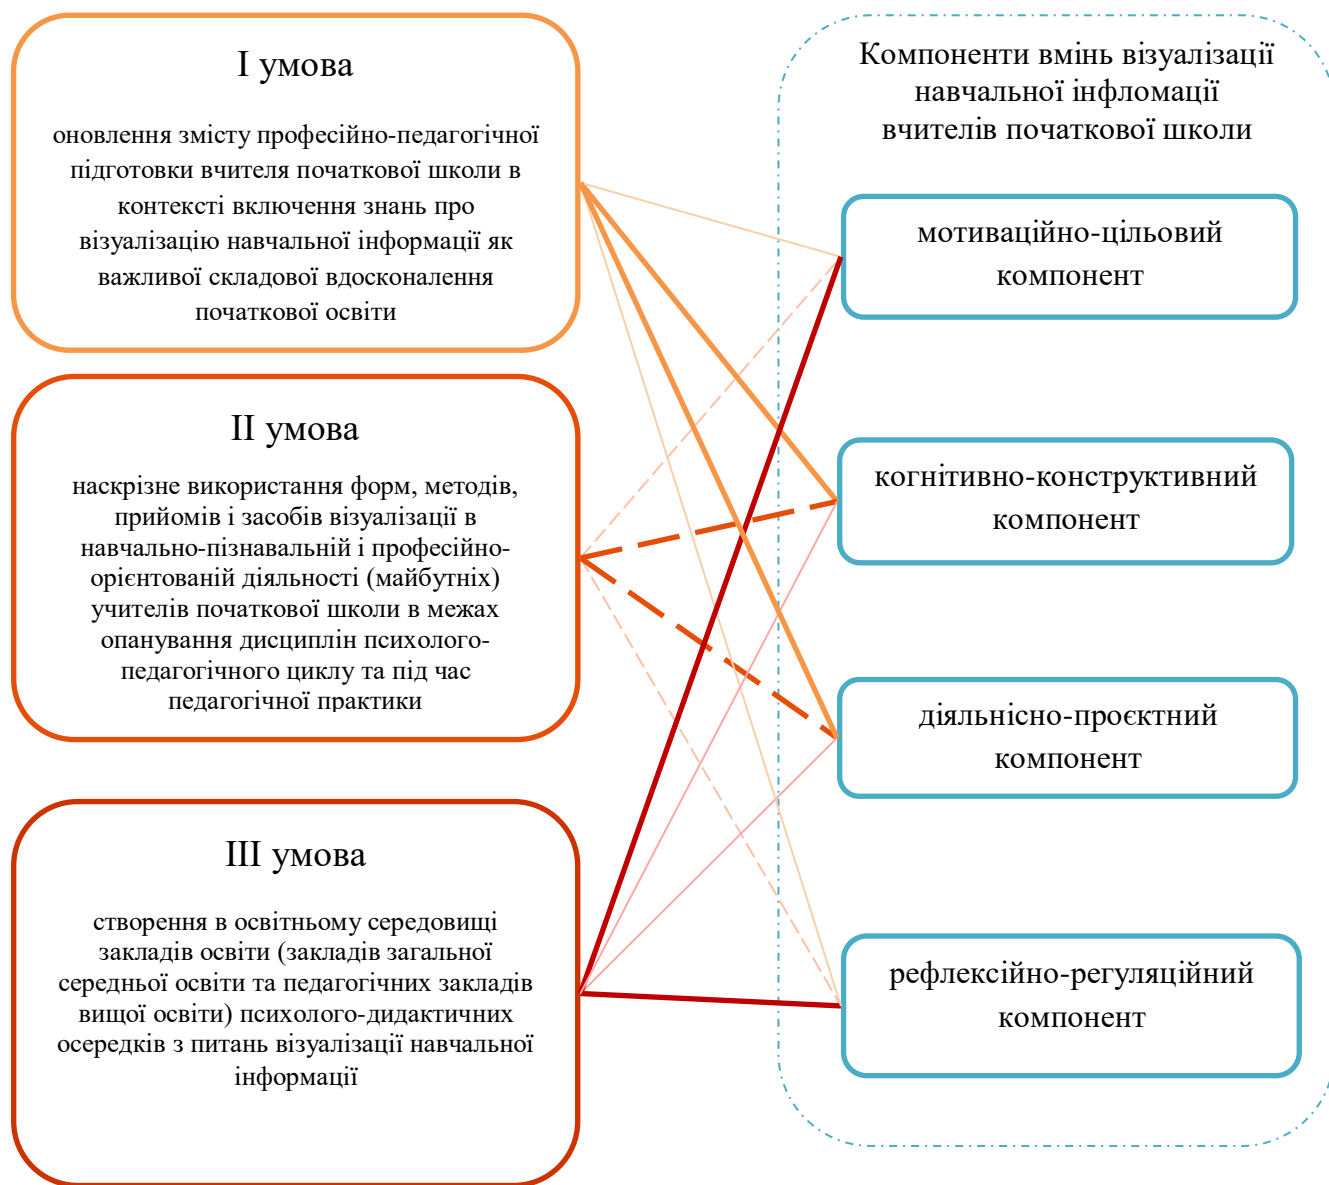 І умова
оновлення змісту професійно-педагогічної
підготовки вчителя початкової школи в
контексті включення знань про
візуалізацію навчальної інформації як
важливої складової вдосконалення
початкової освіти
ІІ умова
наскрізне використання форм, методів,
прийомів і засобів візуалізації в
навчально-пізнавальній і професійно-
орієнтованій діяльності (майбутніх)
учителів початкової школи в межах
опанування дисциплін психолого-
педагогічного циклу та під час
педагогічної практики
ІІІ умова
створення в освітньому середовищі
закладів освіти (закладів загальної
середньої освіти та педагогічних закладів
вищої освіти) психолого-дидактичних
осередків з питань візуалізації навчальної
інформації
Компоненти вмінь візуалізації
навчальної інфломації
вчителів початкової школи
мотиваційно-цільовий
компонент
когнітивно-конструктивний
компонент
діяльнісно-проєктний
компонент
рефлексійно-регуляційний
компонент